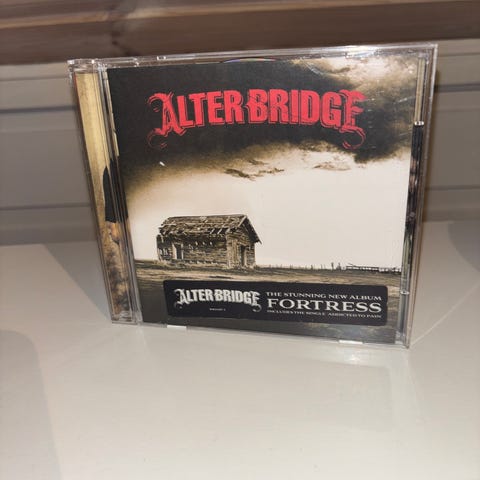 ALTER BRIDGE
ALTER BRIDGE
THE STUNNING NEW ALBUM
FORTRESS
INCLUDES THE SINGLE ADDICTED TO PAIN